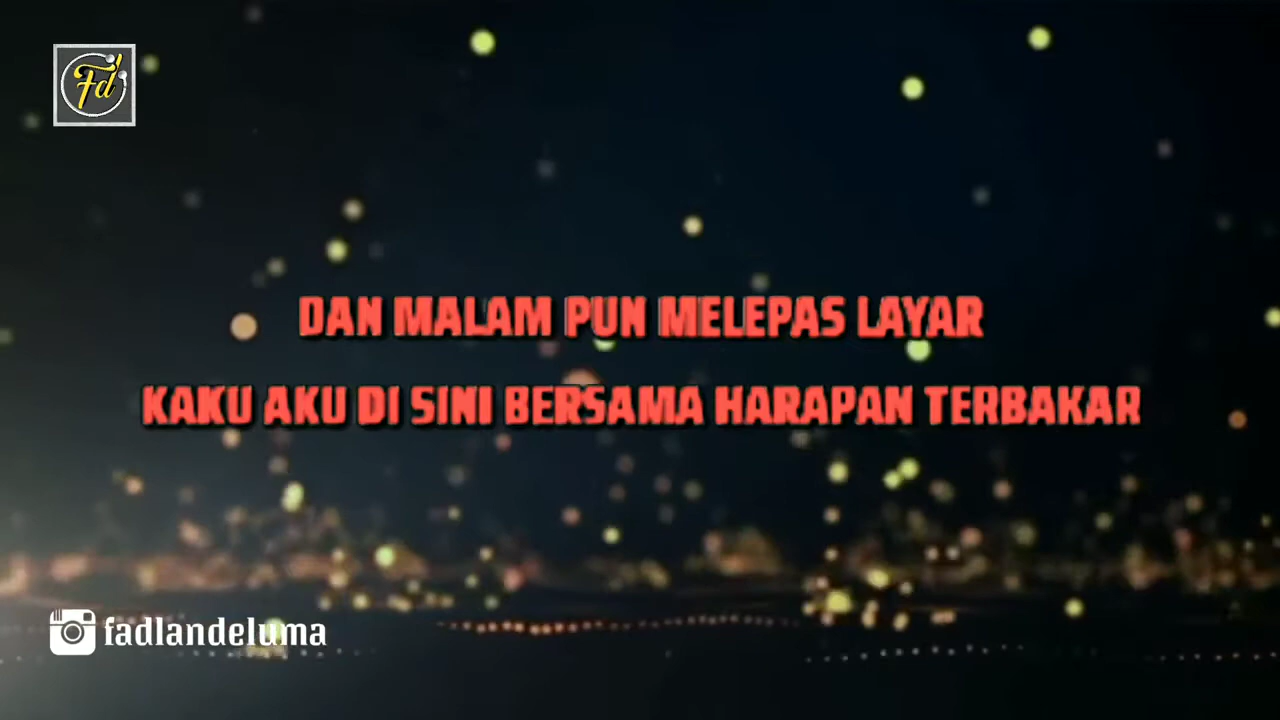 Fd
DAN MALAM PUN MELEPAS LAYAR
KAKU AKU DI SINI BERSAMA HARAPAN TERBAKAR
fadlandeluma